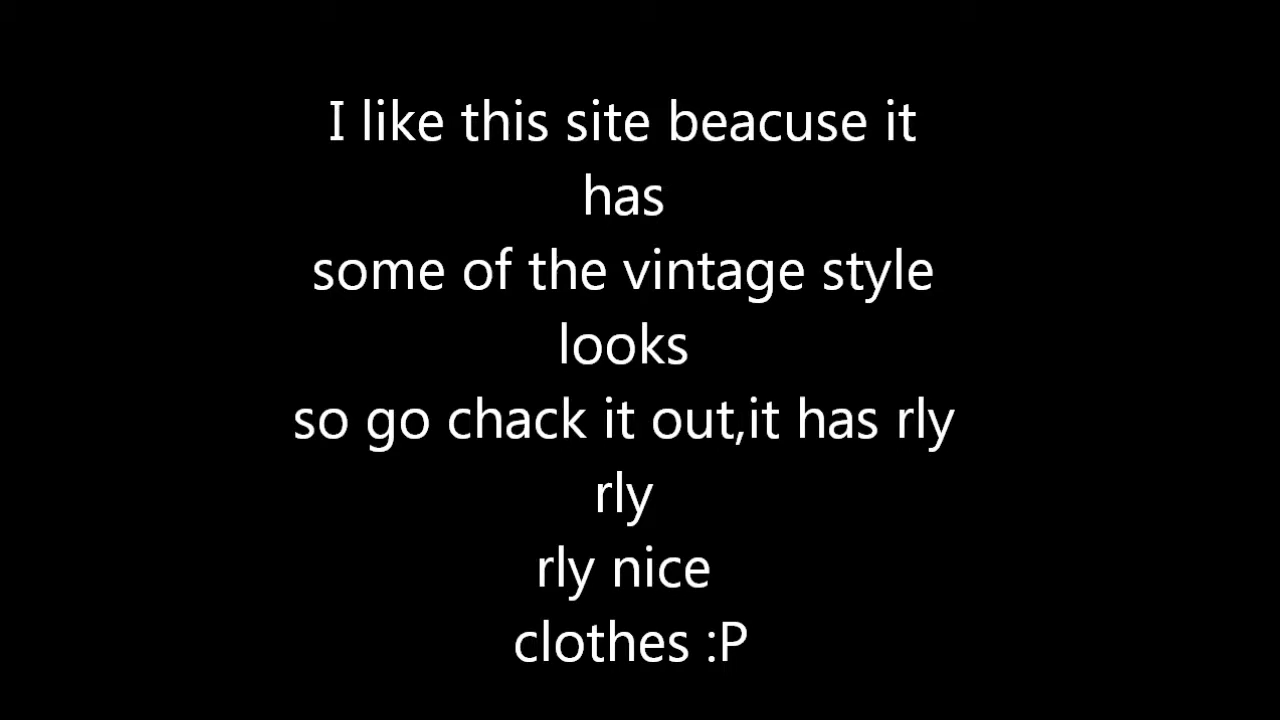 I like this site beacuse it
has
some of the vintage style
looks
so go chack it out,it has rly
rly
rly nice
clothes :P